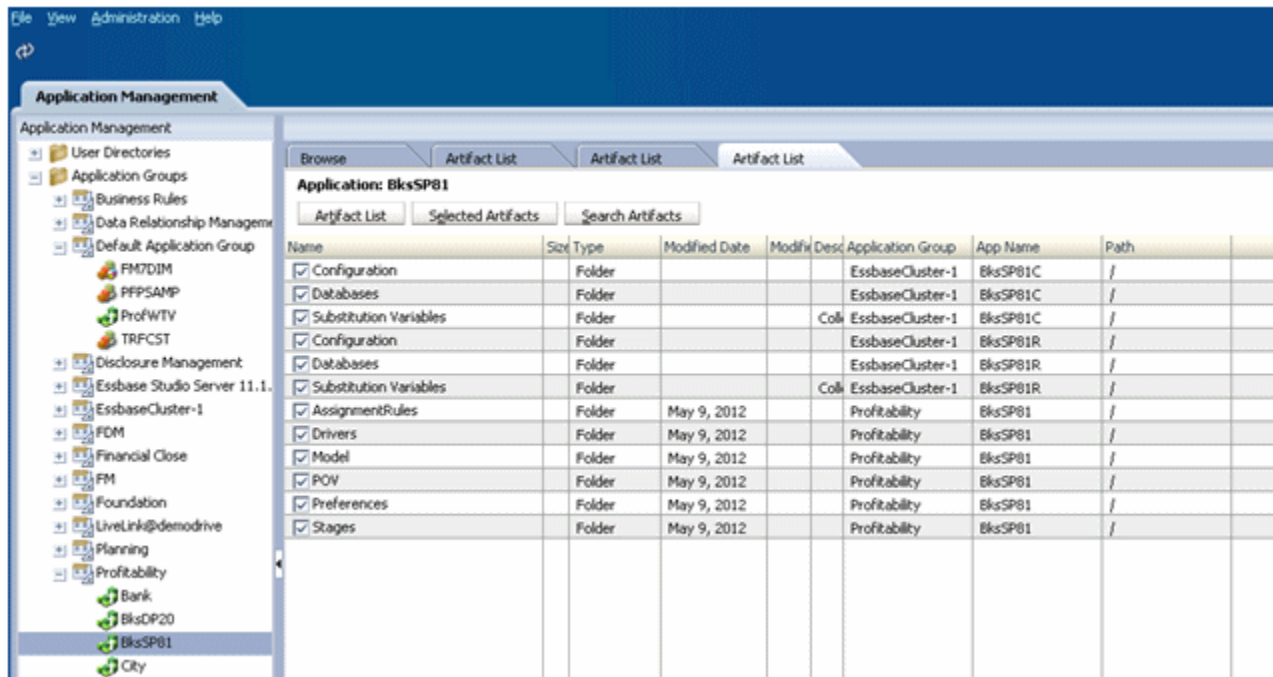 File View Administration Help
Application Management
Application Management
User Directories
Application Groups
Business Rules
Data Relationship Manageme
Default Application Group
FM7DIM
PFPSAMP
ProfWTV
TRFCST
Disclosure Management
Essbase Studio Server 11.1.
EssbaseCluster-1
FDM
Financial Close
FM
Foundation
LiveLink@demodrive
Planning
Profitability
Bank
BksDP20
BksSP81
City
Browse Artifact List Artifact List Artifact List
Application: BksSP81
Artifact List Selected Artifacts Search Artifacts
Name Size Type Modified Date Modifie Desc Application Group App Name Path
Configuration Folder EssbaseCluster-1 BksSP81C /
Databases Folder EssbaseCluster-1 BksSP81C /
Substitution Variables Folder Colle EssbaseCluster-1 BksSP81C /
Configuration Folder EssbaseCluster-1 BksSP81R /
Databases Folder EssbaseCluster-1 BksSP81R /
Substitution Variables Folder Colle EssbaseCluster-1 BksSP81R /
AssignmentRules Folder May 9, 2012 Profitability BksSP81 /
Drivers Folder May 9, 2012 Profitability BksSP81 /
Model Folder May 9, 2012 Profitability BksSP81 /
POV Folder May 9, 2012 Profitability BksSP81 /
Preferences Folder May 9, 2012 Profitability BksSP81 /
Stages Folder May 9, 2012 Profitability BksSP81 /